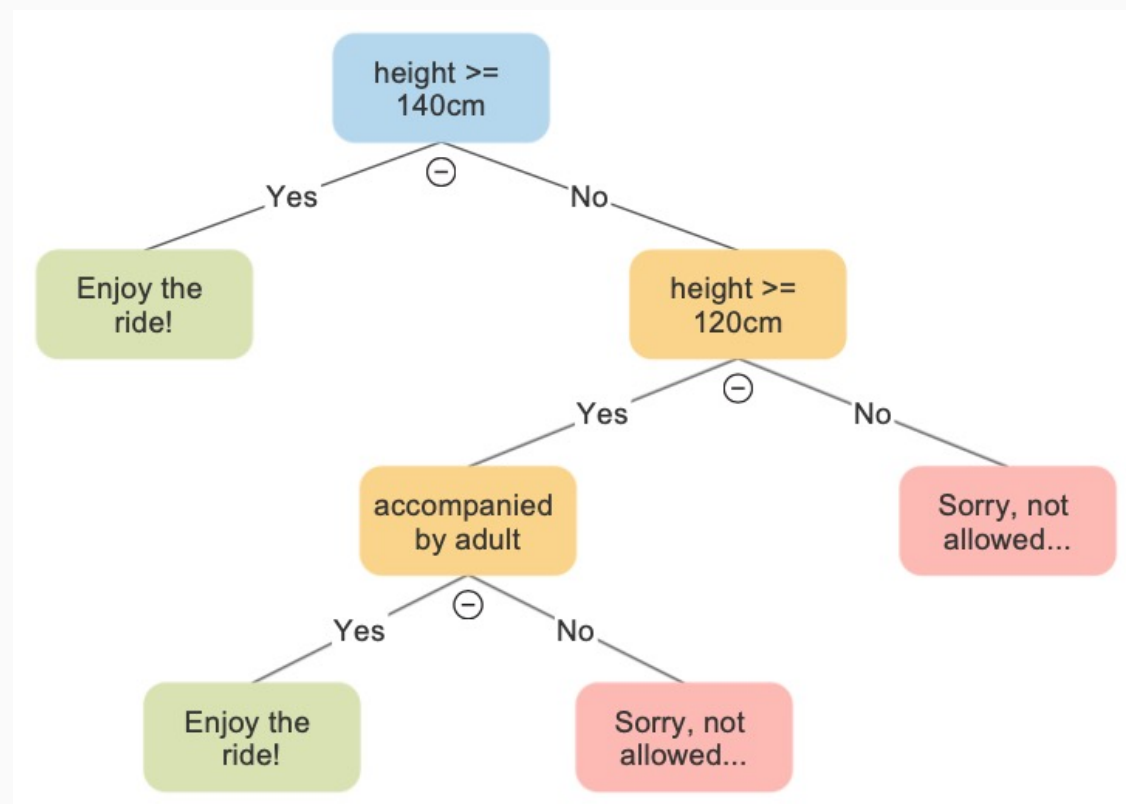 height >=
140cm
Yes
No
Enjoy the
ride!
height >=
120cm
Yes
No
accompanied
by adult
Sorry, not
allowed...
Yes
No
Enjoy the
ride!
Sorry, not
allowed...